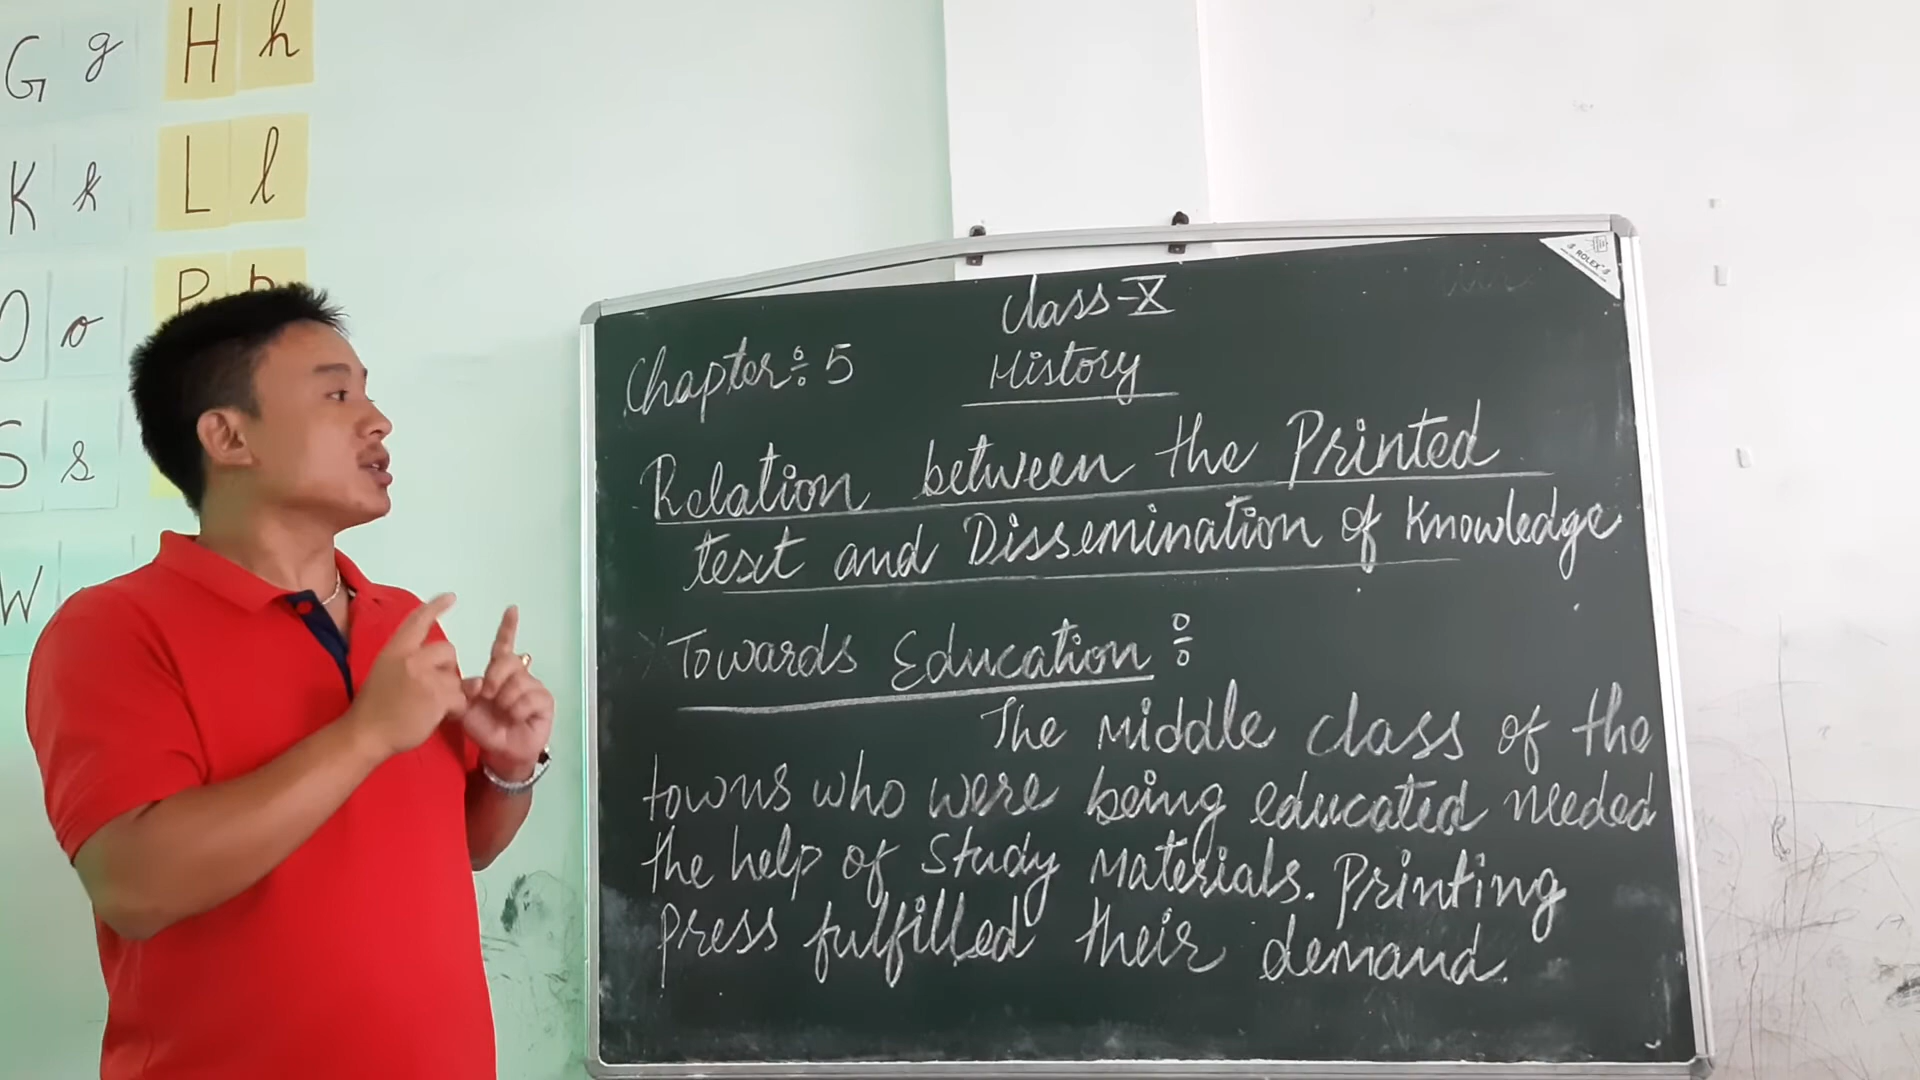 G g H h
K k L l
O o P p
S s
W
ROLEX
Class-X
Chapter: 5 History
Relation between the Printed
text and Dissemination of Knowledge
Towards Education:
The Middle class of the
towns who were being educated needed
the help of Study Materials. Printing
press fulfilled their demand.